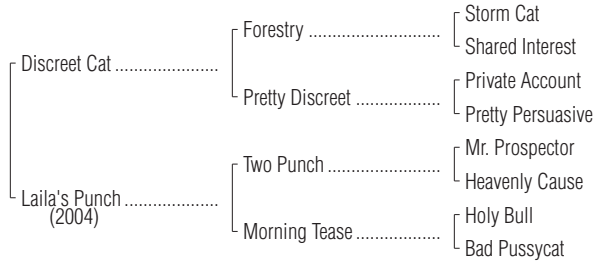 Storm Cat
Forestry ............................
Shared Interest
Discreet Cat ......................
Private Account
Pretty Discreet ..................
Pretty Persuasive
Mr. Prospector
Two Punch ........................
Heavenly Cause
Laila's Punch ....................
(2004)
Holy Bull
Morning Tease ..................
Bad Pussycat